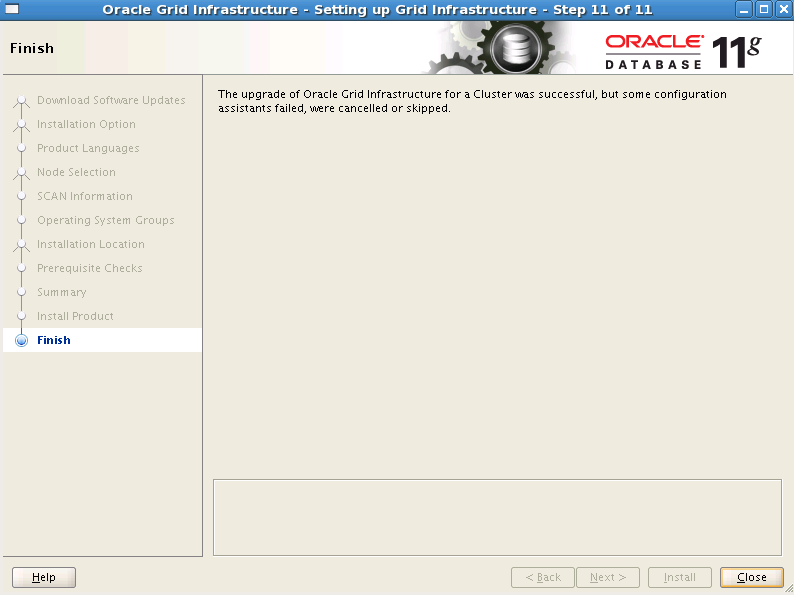 Oracle Grid Infrastructure - Setting up Grid Infrastructure - Step 11 of 11
Finish
ORACLE
DATABASE 11g
Download Software Updates
Installation Option
Product Languages
Node Selection
SCAN Information
Operating System Groups
Installation Location
Prerequisite Checks
Summary
Install Product
Finish
The upgrade of Oracle Grid Infrastructure for a Cluster was successful, but some configuration
assistants failed, were cancelled or skipped.
Help
< Back
Next >
Install
Close